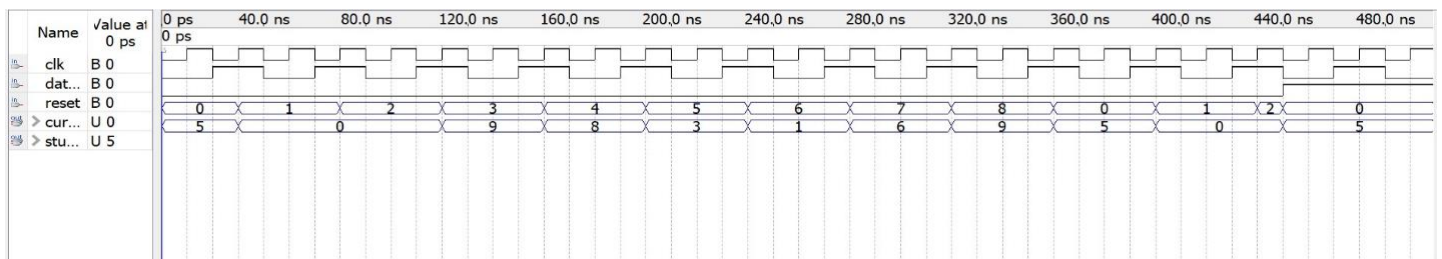 Name Value at 0 ps
0 ps 40.0 ns 80.0 ns 120.0 ns 160.0 ns 200.0 ns 240.0 ns 280.0 ns 320.0 ns 360.0 ns 400.0 ns 440.0 ns 480.0 ns
0 ps
clk B 0
dat... B 0
reset B 0
0 1 2 3 4 5 6 7 8 0 1 2 0
> cur... U 0
5 0 9 8 3 1 6 9 5 0 5
> stu... U 5